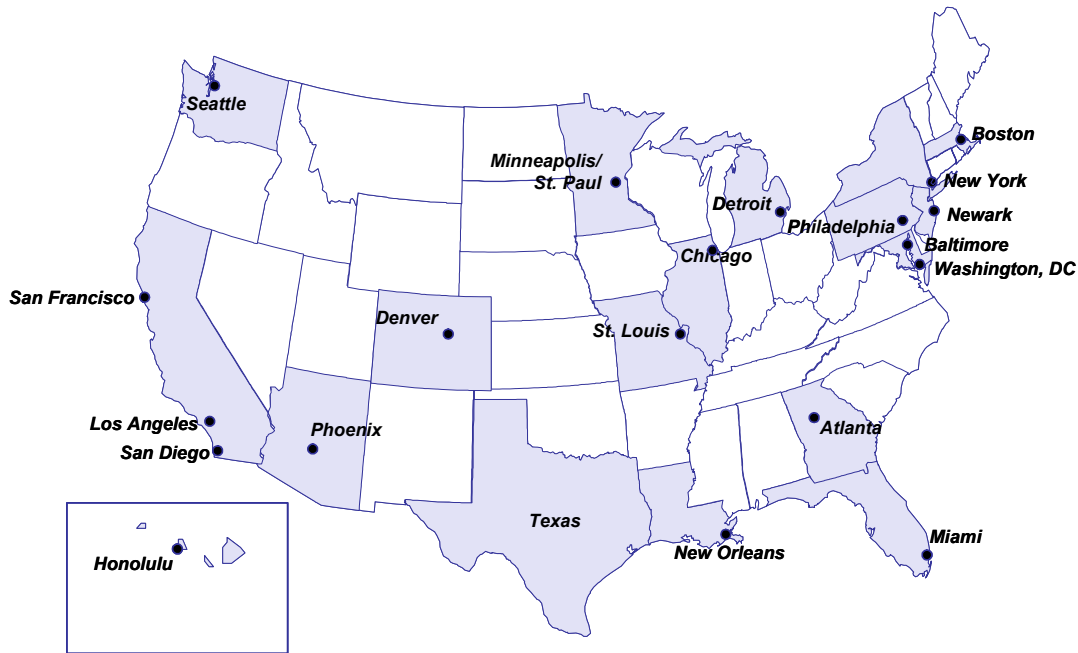 Seattle
Boston
Minneapolis/
St. Paul
New York
Detroit
Newark
Philadelphia
Baltimore
Chicago
Washington, DC
San Francisco
Denver
St. Louis
Los Angeles
Phoenix
Atlanta
San Diego
Texas
Miami
New Orleans
Honolulu